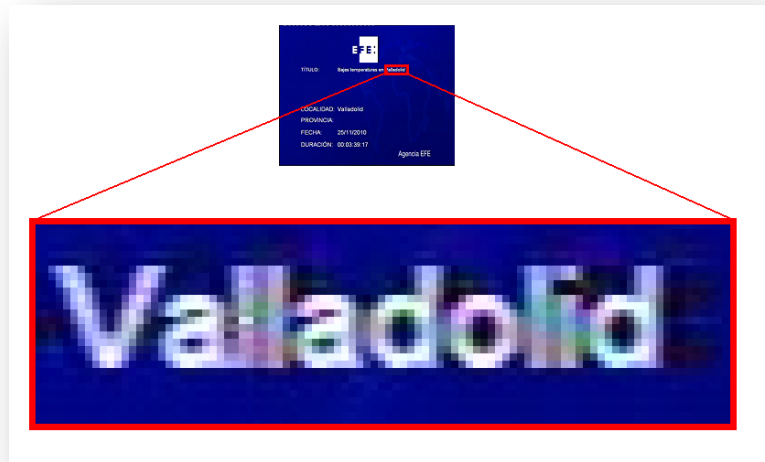 EFE:
TÍTULO: Bajas temperaturas en Valladolid
LOCALIDAD: Valladolid
PROVINCIA:
FECHA: 25/11/2010
DURACIÓN: 00:03:39:17
Agencia EFE
Valladolid